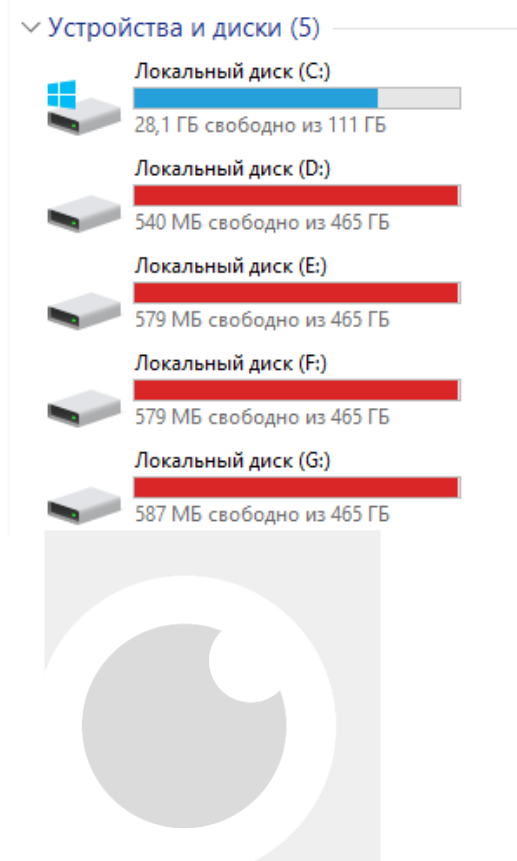 Устройства и диски (5)
Локальный диск (C:)
28,1 ГБ свободно из 111 ГБ
Локальный диск (D:)
540 МБ свободно из 465 ГБ
Локальный диск (E:)
579 МБ свободно из 465 ГБ
Локальный диск (F:)
579 МБ свободно из 465 ГБ
Локальный диск (G:)
587 МБ свободно из 465 ГБ